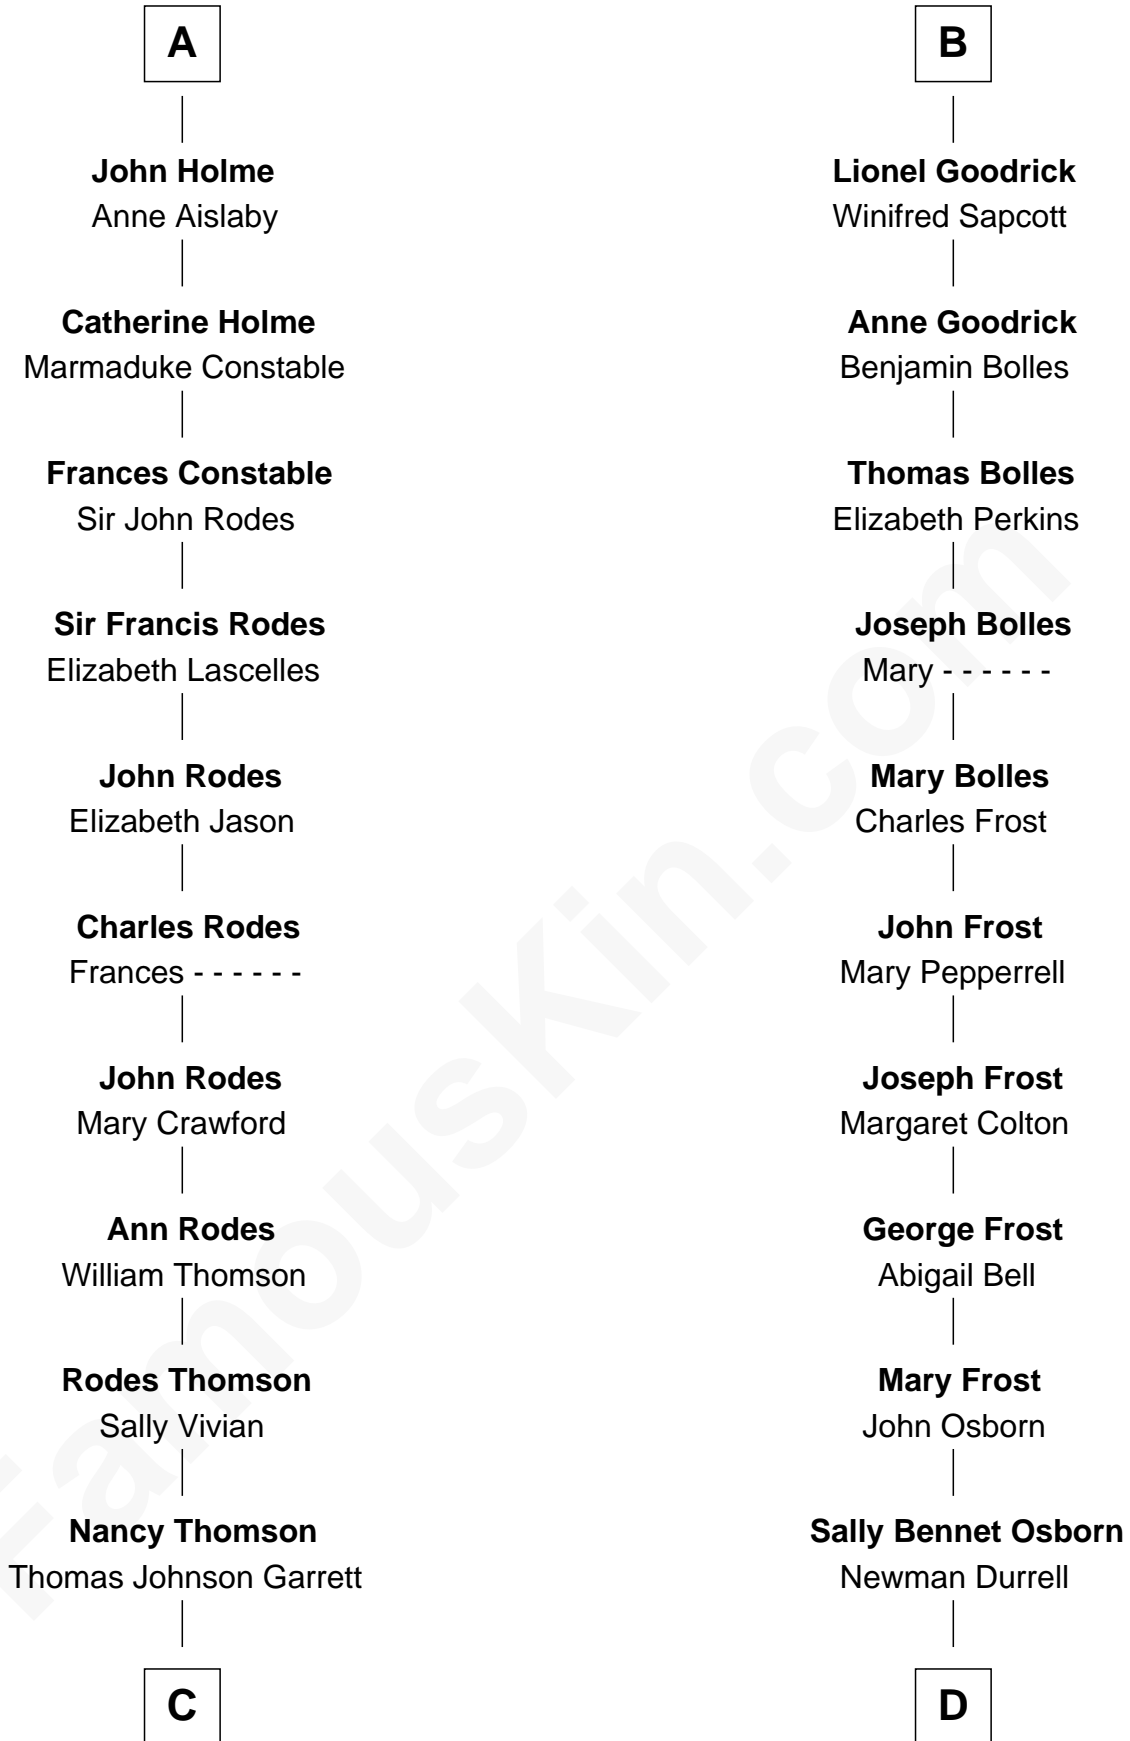 A
John Holme
Anne Aislaby
Catherine Holme
Marmaduke Constable
Frances Constable
Sir John Rodes
Sir Francis Rodes
Elizabeth Lascelles
John Rodes
Elizabeth Jason
Charles Rodes
Frances - - - - - -
John Rodes
Mary Crawford
Ann Rodes
William Thomson
Rodes Thomson
Sally Vivian
Nancy Thomson
Thomas Johnson Garrett
C
B
Lionel Goodrick
Winifred Sapcott
Anne Goodrick
Benjamin Bolles
Thomas Bolles
Elizabeth Perkins
Joseph Bolles
Mary - - - - - -
Mary Bolles
Charles Frost
John Frost
Mary Pepperrell
Joseph Frost
Margaret Colton
George Frost
Abigail Bell
Mary Frost
John Osborn
Sally Bennet Osborn
Newman Durrell
D
FamousKin.com